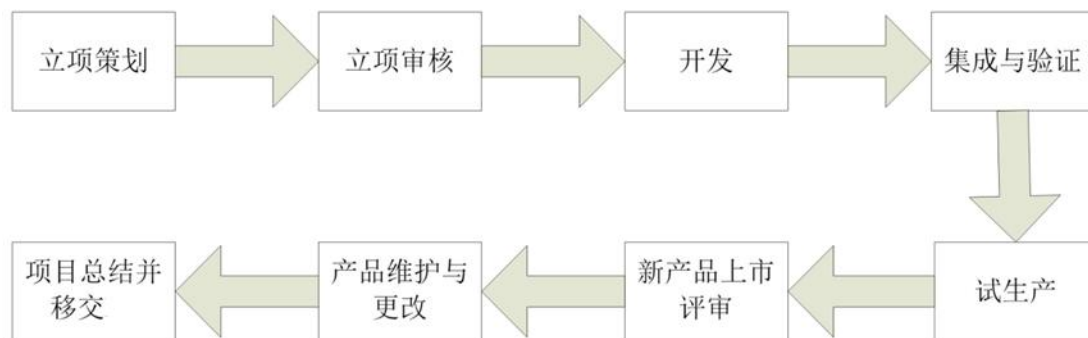 立项策划
立项审核
开发
集成与验证
试生产
新产品上市
评审
产品维护与
更改
项目总结并
移交